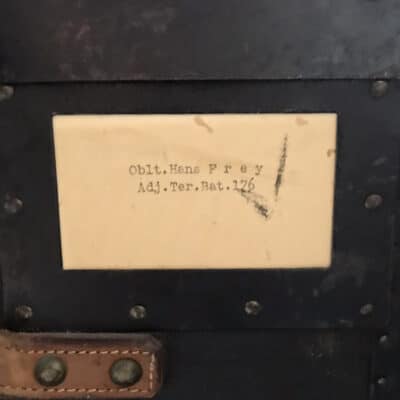 Oblt.Hans F r e y
Adj.Ter.Bat.176